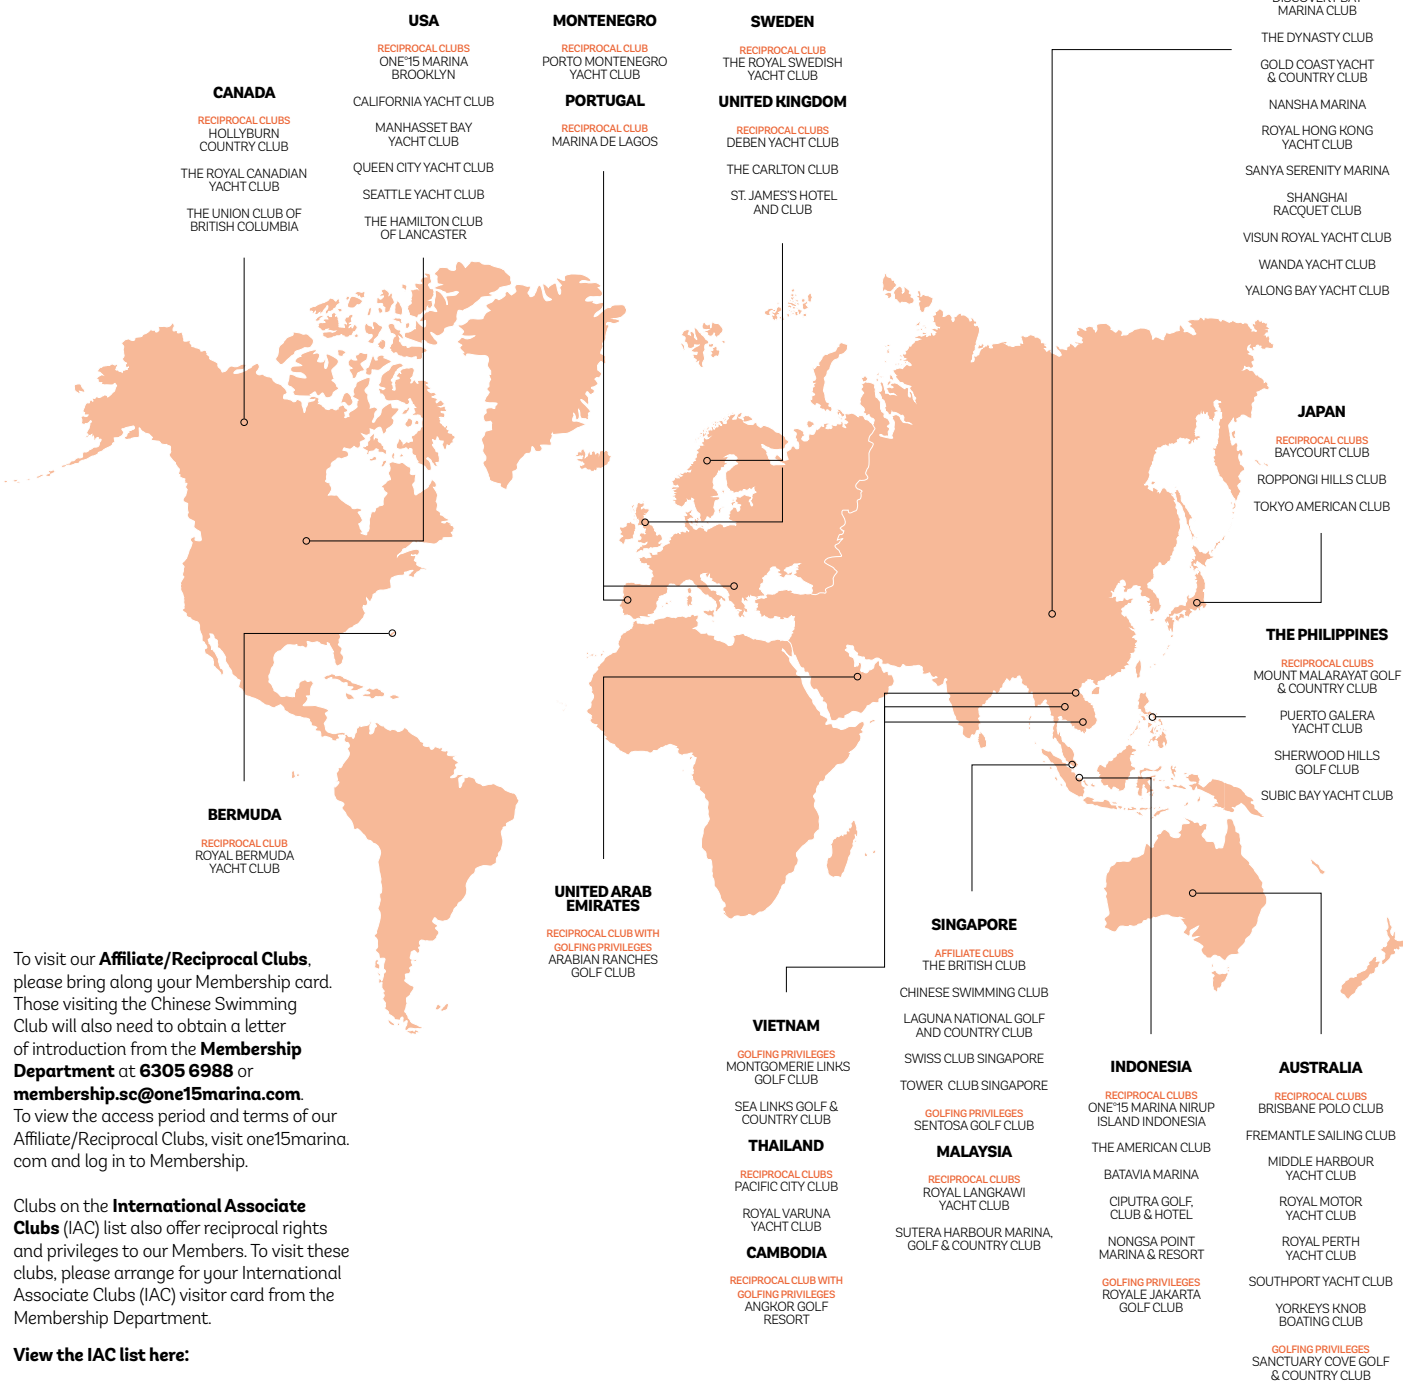 CANADA
RECIPROCAL CLUBS
HOLLYBURN
COUNTRY CLUB
THE ROYAL CANADIAN
YACHT CLUB
THE UNION CLUB OF
BRITISH COLUMBIA
USA
RECIPROCAL CLUBS
ONE°15 MARINA
BROOKLYN
CALIFORNIA YACHT CLUB
MANHASSET BAY
YACHT CLUB
QUEEN CITY YACHT CLUB
SEATTLE YACHT CLUB
THE HAMILTON CLUB
OF LANCASTER
MONTENEGRO
RECIPROCAL CLUB
PORTO MONTENEGRO
YACHT CLUB
PORTUGAL
RECIPROCAL CLUB
MARINA DE LAGOS
SWEDEN
RECIPROCAL CLUB
THE ROYAL SWEDISH
YACHT CLUB
UNITED KINGDOM
RECIPROCAL CLUBS
DEBEN YACHT CLUB
THE CARLTON CLUB
ST. JAMES'S HOTEL
AND CLUB
MARINA CLUB
THE DYNASTY CLUB
GOLD COAST YACHT
& COUNTRY CLUB
NANSHA MARINA
ROYAL HONG KONG
YACHT CLUB
SANYA SERENITY MARINA
SHANGHAI
RACQUET CLUB
VISUN ROYAL YACHT CLUB
WANDA YACHT CLUB
YALONG BAY YACHT CLUB
JAPAN
RECIPROCAL CLUBS
BAYCOURT CLUB
ROPPONGI HILLS CLUB
TOKYO AMERICAN CLUB
THE PHILIPPINES
RECIPROCAL CLUBS
MOUNT MALARAYAT GOLF
& COUNTRY CLUB
PUERTO GALERA
YACHT CLUB
SHERWOOD HILLS
GOLF CLUB
SUBIC BAY YACHT CLUB
BERMUDA
RECIPROCAL CLUB
ROYAL BERMUDA
YACHT CLUB
UNITED ARAB
EMIRATES
RECIPROCAL CLUB WITH
GOLFING PRIVILEGES
ARABIAN RANCHES
GOLF CLUB
VIETNAM
GOLFING PRIVILEGES
MONTGOMERIE LINKS
GOLF CLUB
SEA LINKS GOLF &
COUNTRY CLUB
THAILAND
RECIPROCAL CLUBS
PACIFIC CITY CLUB
ROYAL VARUNA
YACHT CLUB
CAMBODIA
RECIPROCAL CLUB WITH
GOLFING PRIVILEGES
ANGKOR GOLF
RESORT
SINGAPORE
AFFILIATE CLUBS
THE BRITISH CLUB
CHINESE SWIMMING CLUB
LAGUNA NATIONAL GOLF
AND COUNTRY CLUB
SWISS CLUB SINGAPORE
TOWER CLUB SINGAPORE
GOLFING PRIVILEGES
SENTOSA GOLF CLUB
MALAYSIA
RECIPROCAL CLUBS
ROYAL LANGKAWI
YACHT CLUB
SUTERA HARBOUR MARINA,
GOLF & COUNTRY CLUB
INDONESIA
RECIPROCAL CLUBS
ONE°15 MARINA NIRUP
ISLAND INDONESIA
THE AMERICAN CLUB
BATAVIA MARINA
CIPUTRA GOLF,
CLUB & HOTEL
NONGSA POINT
MARINA & RESORT
GOLFING PRIVILEGES
ROYALE JAKARTA
GOLF CLUB
AUSTRALIA
RECIPROCAL CLUBS
BRISBANE POLO CLUB
FREMANTLE SAILING CLUB
MIDDLE HARBOUR
YACHT CLUB
ROYAL MOTOR
YACHT CLUB
ROYAL PERTH
YACHT CLUB
SOUTHPORT YACHT CLUB
YORKEYS KNOB
BOATING CLUB
GOLFING PRIVILEGES
SANCTUARY COVE GOLF
& COUNTRY CLUB
To visit our Affiliate/Reciprocal Clubs,
please bring along your Membership card.
Those visiting the Chinese Swimming
Club will also need to obtain a letter
of introduction from the Membership
Department at 6305 6988 or
membership.sc@one15marina.com.
To view the access period and terms of our
Affiliate/Reciprocal Clubs, visit one15marina.
com and log in to Membership.
Clubs on the International Associate
Clubs (IAC) list also offer reciprocal rights
and privileges to our Members. To visit these
clubs, please arrange for your International
Associate Clubs (IAC) visitor card from the
Membership Department.
View the IAC list here: